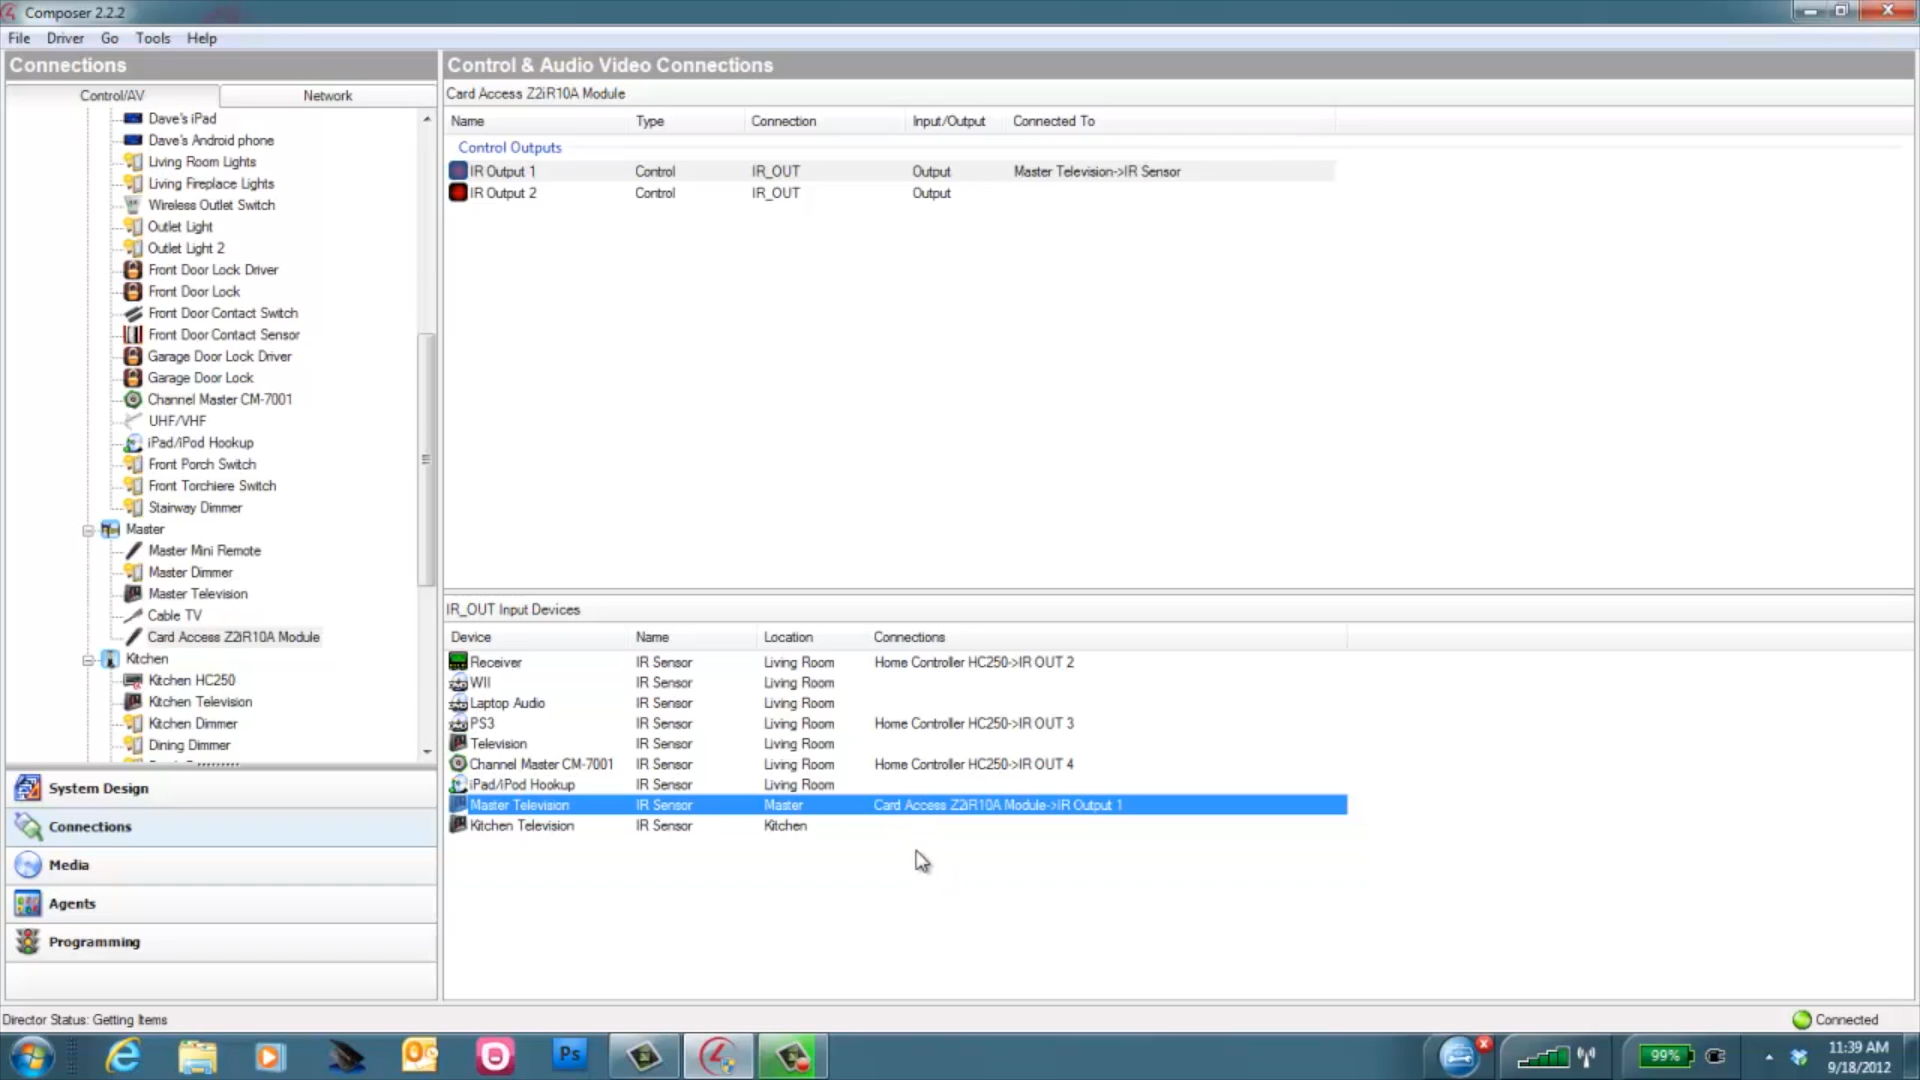 Composer 2.2.2
File Driver Go Tools Help
Connections
Control/AV Network
Dave's iPad
Dave's Android phone
Living Room Lights
Living Fireplace Lights
Wireless Outlet Switch
Outlet Light
Outlet Light 2
Front Door Lock Driver
Front Door Lock
Front Door Contact Switch
Front Door Contact Sensor
Garage Door Lock Driver
Garage Door Lock
Channel Master CM-7001
UHF/VHF
iPad/iPod Hookup
Front Porch Switch
Front Torchiere Switch
Stairway Dimmer
Master
Master Mini Remote
Master Dimmer
Master Television
Cable TV
Card Access Z2iR10A Module
Kitchen
Kitchen HC250
Kitchen Television
Kitchen Dimmer
Dining Dimmer
System Design
Connections
Media
Agents
Programming
Control & Audio Video Connections
Card Access Z2iR10A Module
Name Type Connection Input/Output Connected To
Control Outputs
IR Output 1 Control IR_OUT Output Master Television->IR Sensor
IR Output 2 Control IR_OUT Output
IR_OUT Input Devices
Device Name Location Connections
Receiver IR Sensor Living Room Home Controller HC250->IR OUT 2
WII IR Sensor Living Room
Laptop Audio IR Sensor Living Room
PS3 IR Sensor Living Room Home Controller HC250->IR OUT 3
Television IR Sensor Living Room
Channel Master CM-7001 IR Sensor Living Room Home Controller HC250->IR OUT 4
iPad/iPod Hookup IR Sensor Living Room
Master Television IR Sensor Master Card Access Z2iR10A Module->IR Output 1
Kitchen Television IR Sensor Kitchen
Director Status: Getting Items
Connected
Ps
99%
11:39 AM
9/18/2012